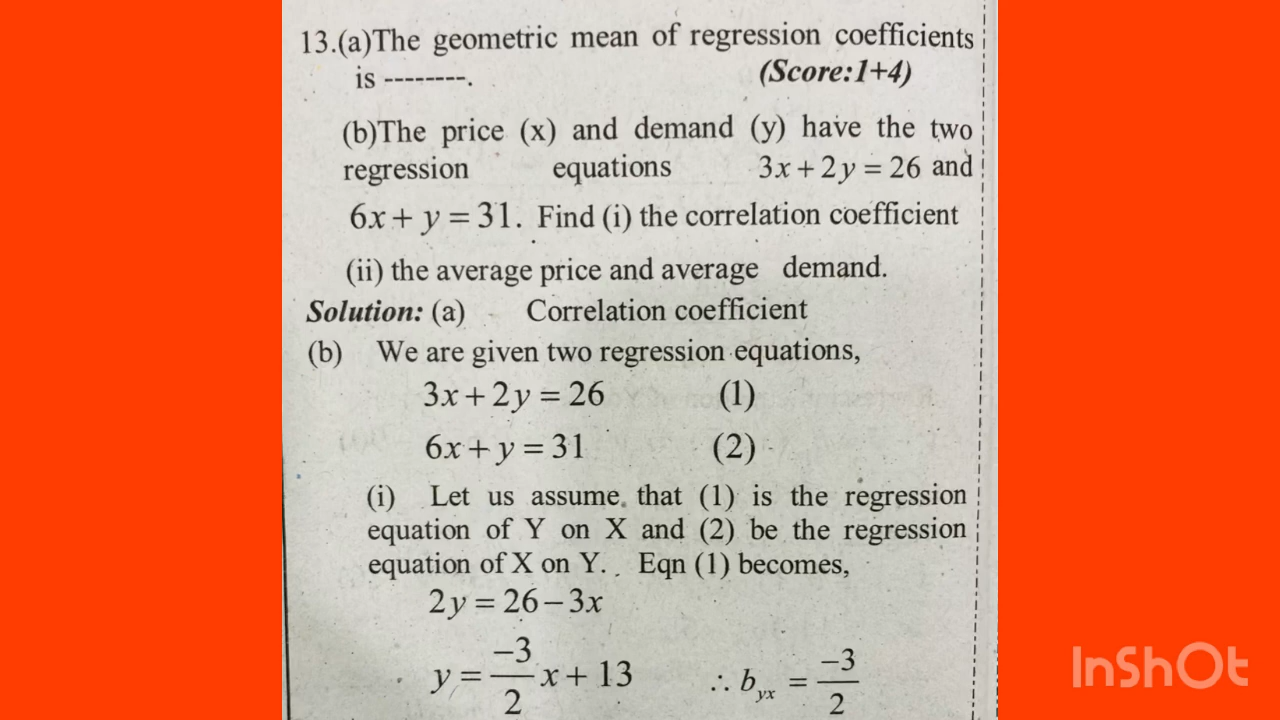 13.(a)The geometric mean of regression coefficients
is --------. (Score:1+4)
(b)The price (x) and demand (y) have the two
regression equations 3x + 2y = 26 and
6x + y = 31. Find (i) the correlation coefficient
(ii) the average price and average demand.
Solution: (a) Correlation coefficient
(b) We are given two regression equations,
3x + 2y = 26 (1)
6x + y = 31 (2)
(i) Let us assume that (1) is the regression
equation of Y on X and (2) be the regression
equation of X on Y. Eqn (1) becomes,
2y = 26 – 3x
y = −3/2 x + 13 ∴ b_yx = −3/2
InShOt